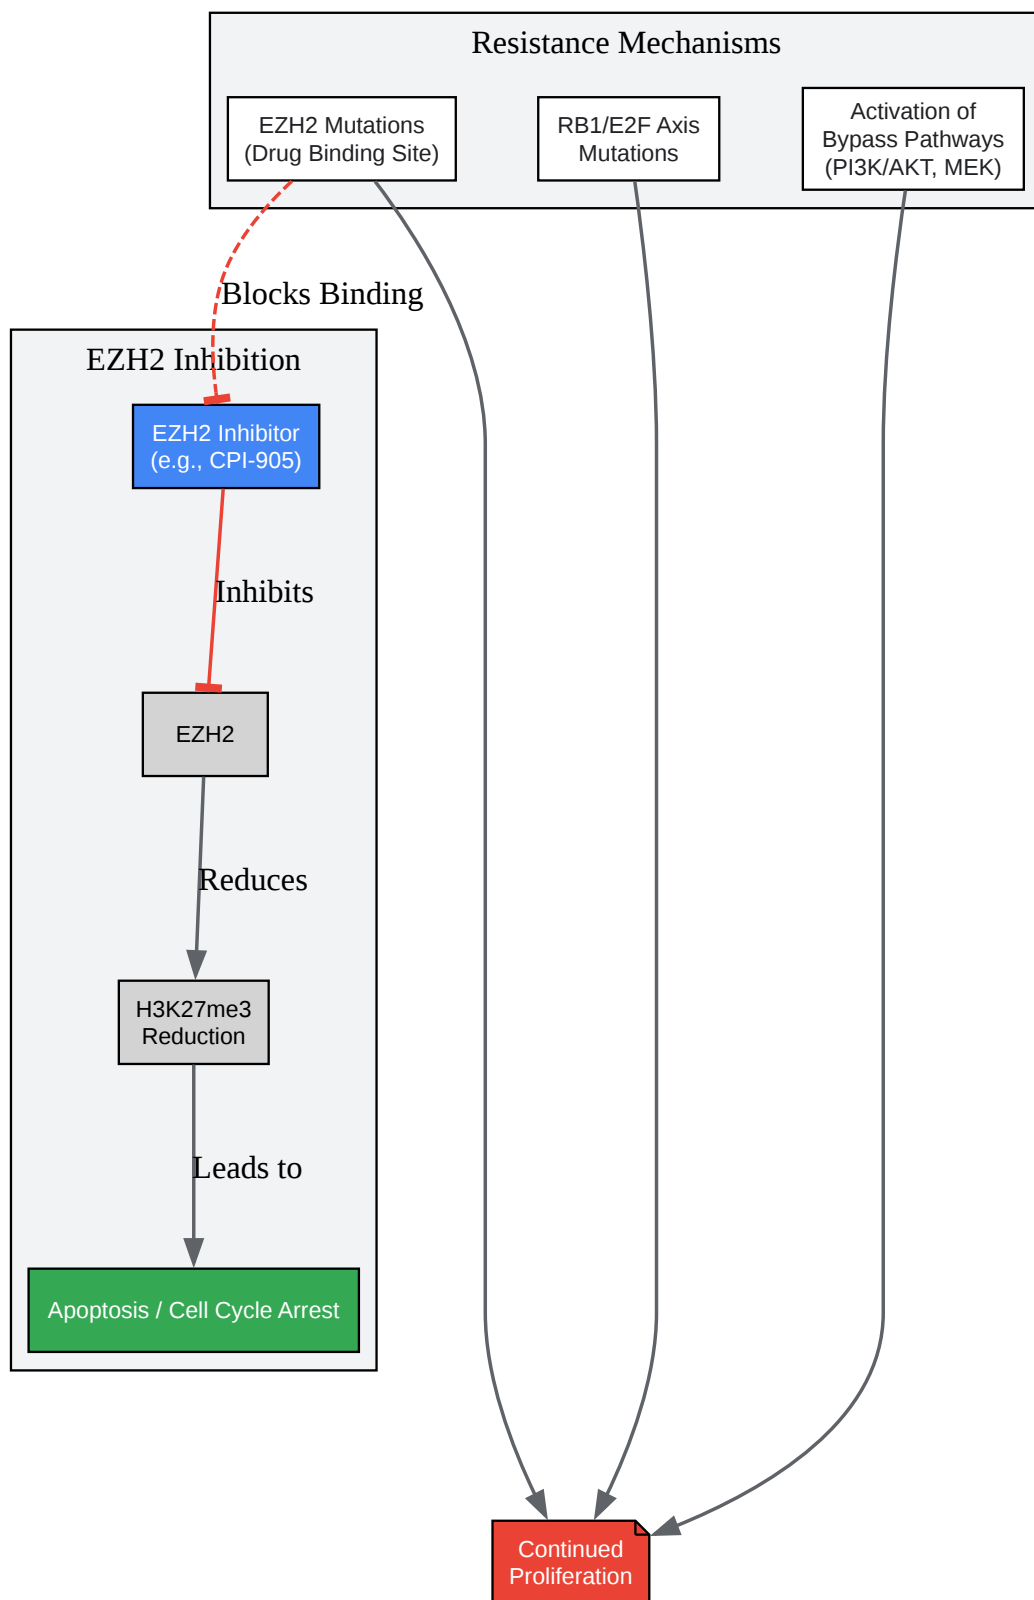 Resistance Mechanisms
EZH2 Mutations
(Drug Binding Site)
RB1/E2F Axis
Mutations
Activation of
Bypass Pathways
(PI3K/AKT, MEK)
Blocks Binding
EZH2 Inhibition
EZH2 Inhibitor
(e.g., CPI-905)
Inhibits
EZH2
Reduces
H3K27me3
Reduction
Leads to
Apoptosis / Cell Cycle Arrest
Continued
Proliferation